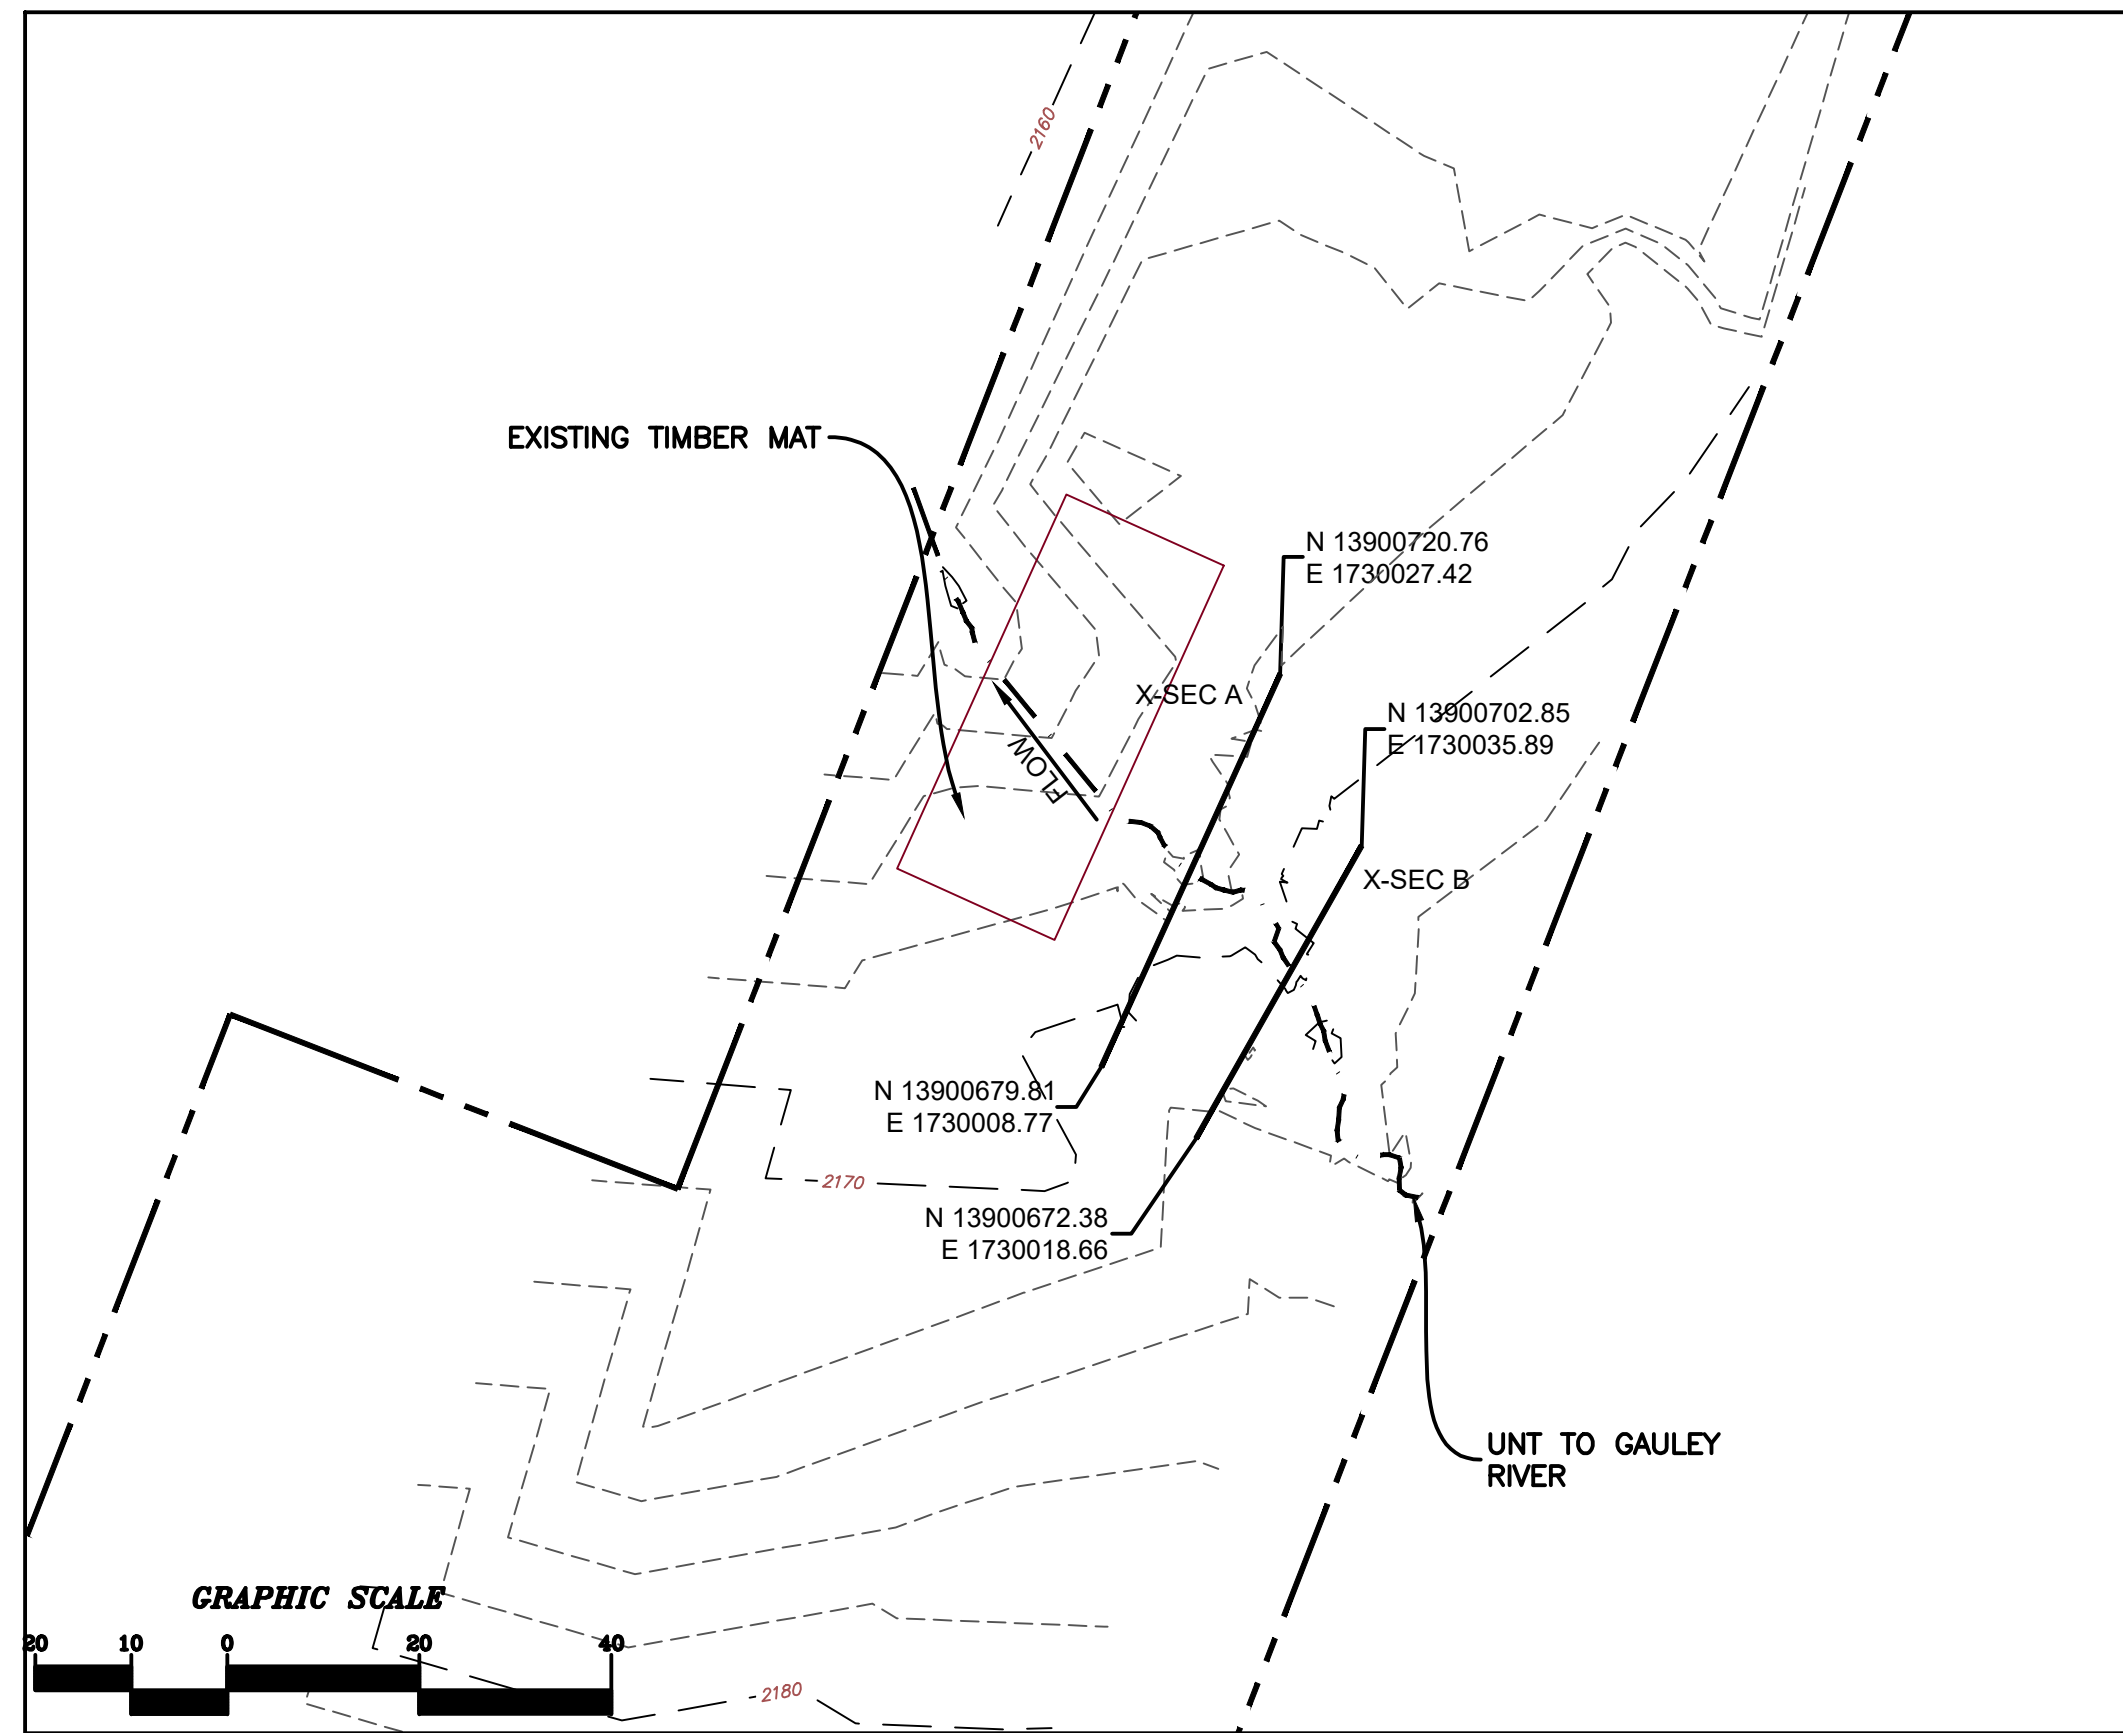 2160
EXISTING TIMBER MAT
N 13900720.76
E 1730027.42
X-SEC A
N 13900702.85
E 1730035.89
FLOW
X-SEC B
N 13900679.81
E 1730008.77
2170
N 13900672.38
E 1730018.66
UNT TO GAULEY
RIVER
GRAPHIC SCALE
20 10 0 20 40
2180